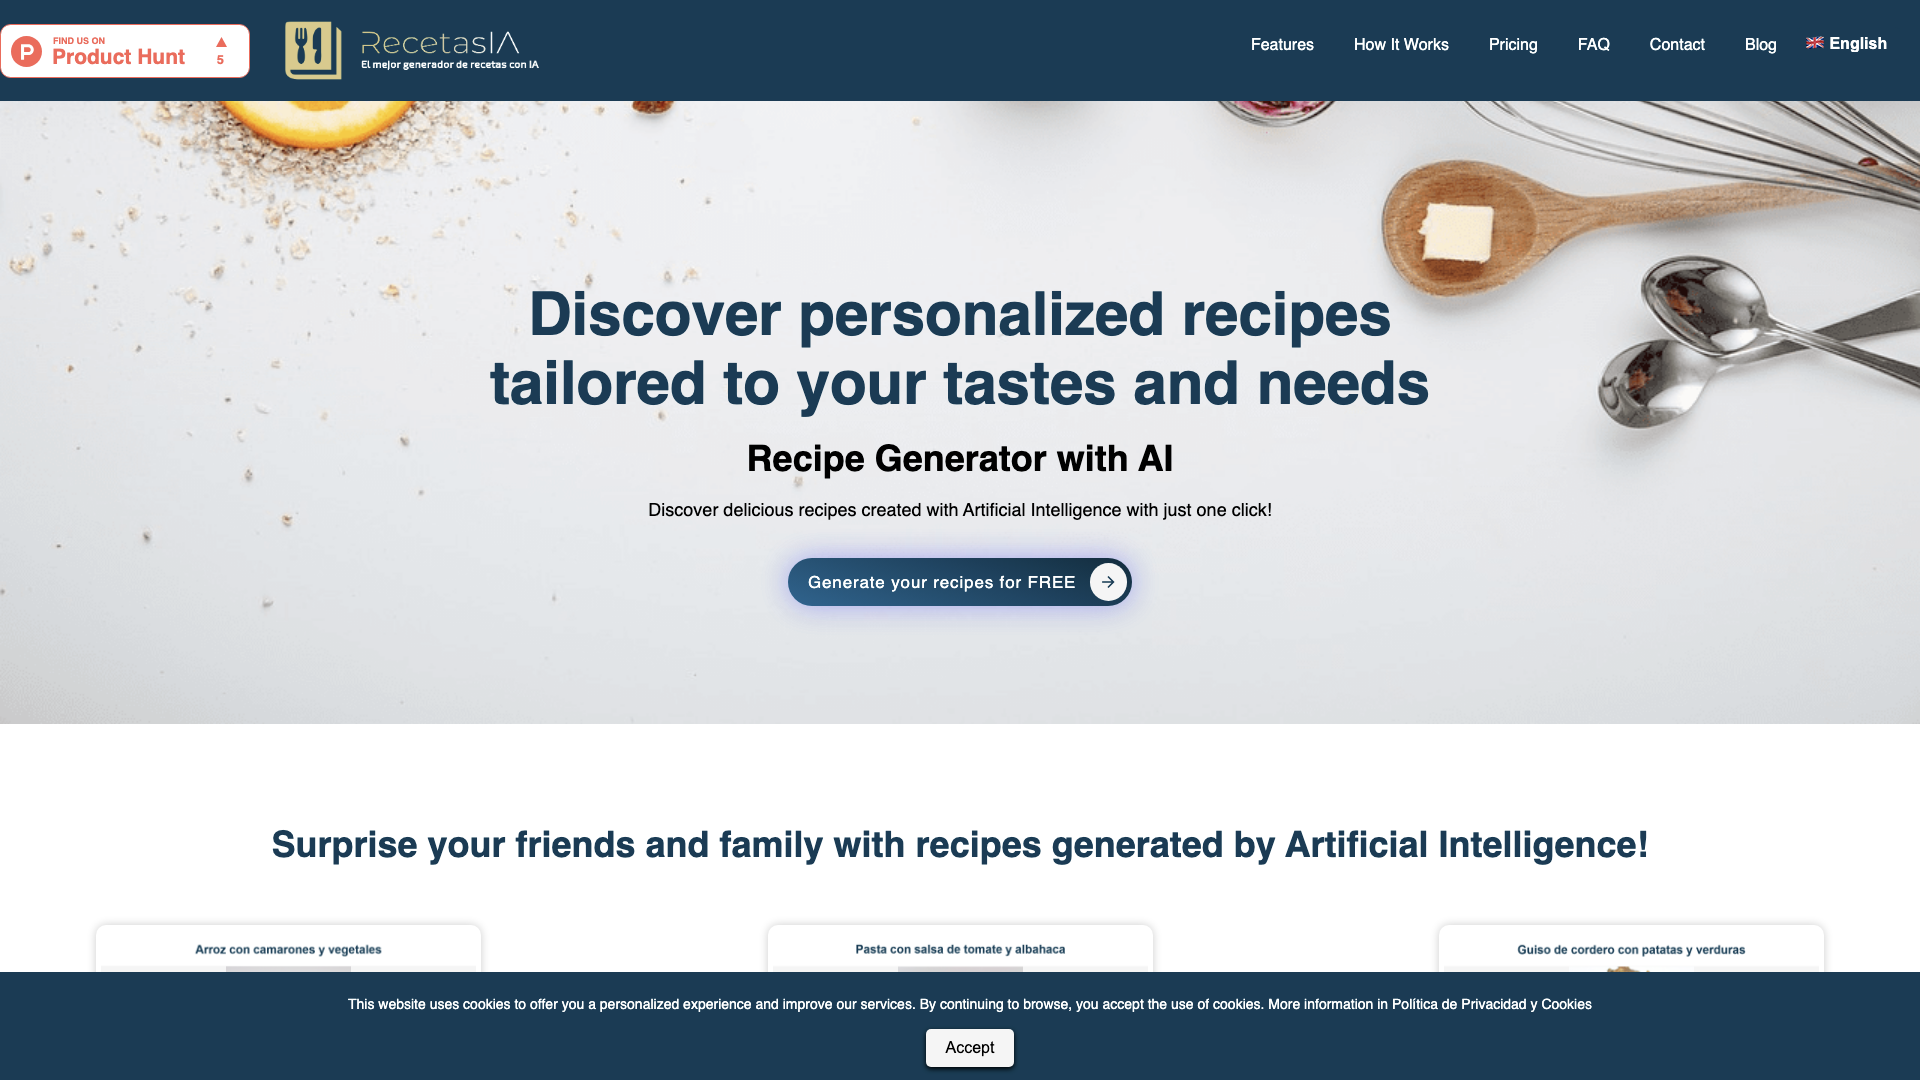 FIND US ON
Product Hunt
5
RecetasIA
El mejor generador de recetas con IA
Features
How It Works
Pricing
FAQ
Contact
Blog
English
Discover personalized recipes
tailored to your tastes and needs
Recipe Generator with AI
Discover delicious recipes created with Artificial Intelligence with just one click!
Generate your recipes for FREE
Surprise your friends and family with recipes generated by Artificial Intelligence!
Arroz con camarones y vegetales
Pasta con salsa de tomate y albahaca
Guiso de cordero con patatas y verduras
This website uses cookies to offer you a personalized experience and improve our services. By continuing to browse, you accept the use of cookies. More information in Política de Privacidad y Cookies
Accept